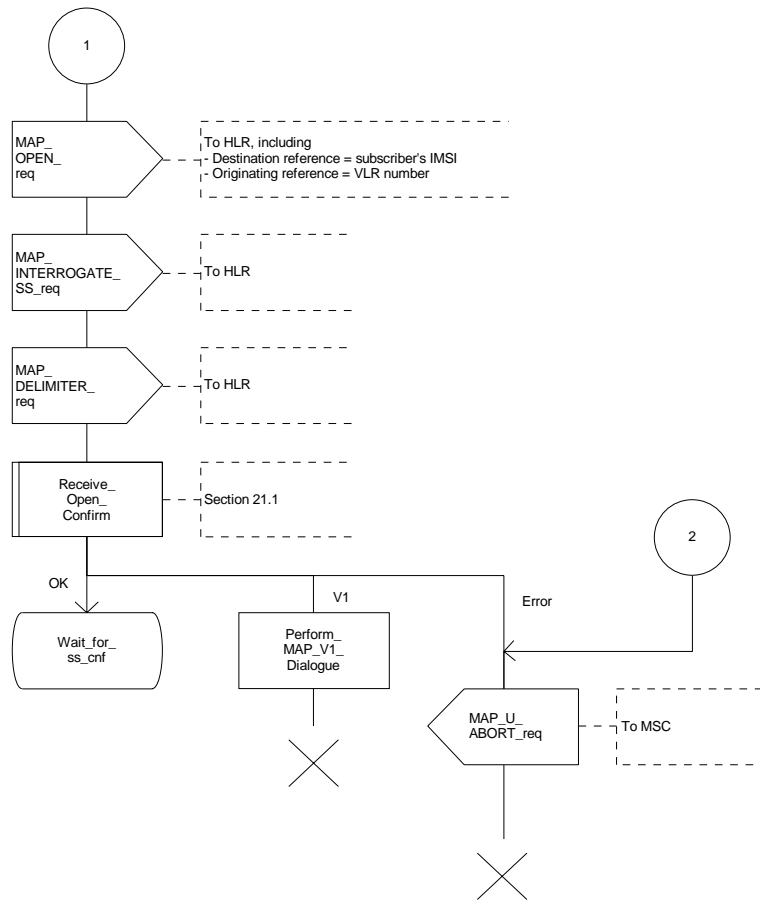 1
MAP_
OPEN_
req
To HLR, including
- Destination reference = subscriber's IMSI
- Originating reference = VLR number
MAP_
INTERROGATE_
SS_req
To HLR
MAP_
DELIMITER_
req
To HLR
Receive_
Open_
Confirm
Section 21.1
2
OK
V1
Error
Wait_for_
ss_cnf
Perform_
MAP_V1_
Dialogue
MAP_U_
ABORT_req
To MSC